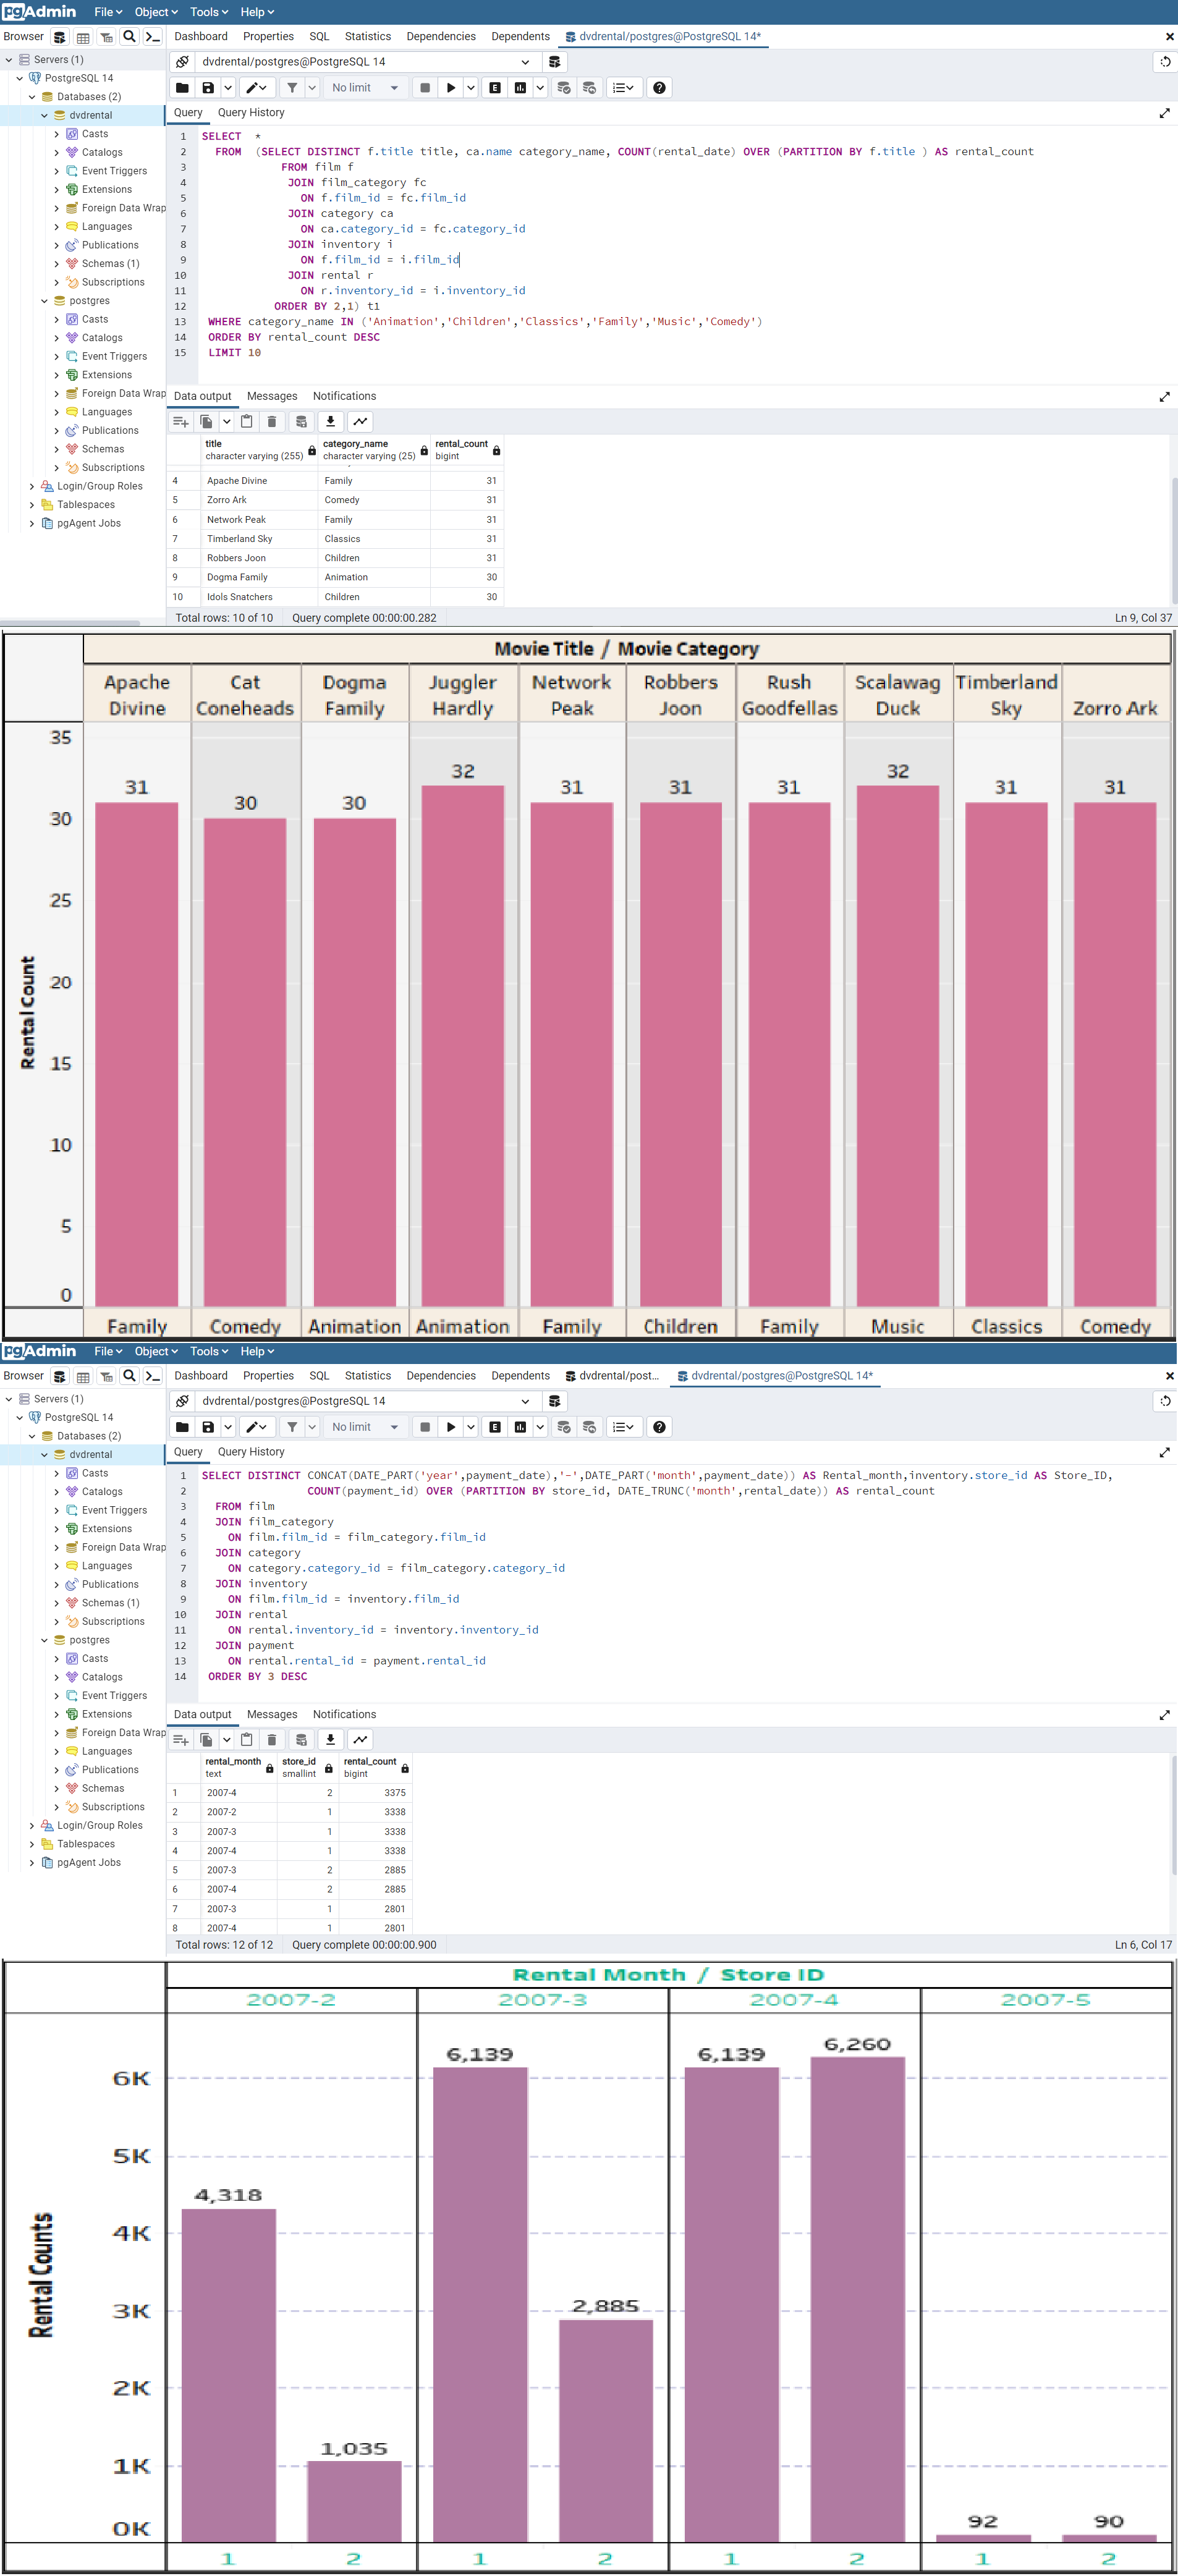 pgAdmin File Object Tools Help
Browser Dashboard Properties SQL Statistics Dependencies Dependents dvdrental/postgres@PostgreSQL 14*
Servers (1)
PostgreSQL 14
Databases (2)
dvdrental
Casts
Catalogs
Event Triggers
Extensions
Foreign Data Wrap
Languages
Publications
Schemas (1)
Subscriptions
postgres
Casts
Catalogs
Event Triggers
Extensions
Foreign Data Wrap
Languages
Publications
Schemas
Subscriptions
Login/Group Roles
Tablespaces
pgAgent Jobs
dvdrental/postgres@PostgreSQL 14
No limit
Query Query History
1 SELECT *
2 FROM (SELECT DISTINCT f.title title, ca.name category_name, COUNT(rental_date) OVER (PARTITION BY f.title ) AS rental_count
3 FROM film f
4 JOIN film_category fc
5 ON f.film_id = fc.film_id
6 JOIN category ca
7 ON ca.category_id = fc.category_id
8 JOIN inventory i
9 ON f.film_id = i.film_id
10 JOIN rental r
11 ON r.inventory_id = i.inventory_id
12 ORDER BY 2,1) t1
13 WHERE category_name IN ('Animation','Children','Classics','Family','Music','Comedy')
14 ORDER BY rental_count DESC
15 LIMIT 10
Data output Messages Notifications
title category_name rental_count
character varying (255) character varying (25) bigint
4 Apache Divine Family 31
5 Zorro Ark Comedy 31
6 Network Peak Family 31
7 Timberland Sky Classics 31
8 Robbers Joon Children 31
9 Dogma Family Animation 30
10 Idols Snatchers Children 30
Total rows: 10 of 10 Query complete 00:00:00.282 Ln 9, Col 37
Movie Title / Movie Category
Apache Cat Dogma Juggler Network Robbers Rush Scalawag Timberland
Divine Coneheads Family Hardly Peak Joon Goodfellas Duck Sky Zorro Ark
35
31 30 30 32 31 31 31 32 31 31
30
25
20
Rental Count
15
10
5
0
Family Comedy Animation Animation Family Children Family Music Classics Comedy
pgAdmin File Object Tools Help
Browser Dashboard Properties SQL Statistics Dependencies Dependents dvdrental/post... dvdrental/postgres@PostgreSQL 14*
Servers (1)
PostgreSQL 14
Databases (2)
dvdrental
Casts
Catalogs
Event Triggers
Extensions
Foreign Data Wrap
Languages
Publications
Schemas (1)
Subscriptions
postgres
Casts
Catalogs
Event Triggers
Extensions
Foreign Data Wrap
Languages
Publications
Schemas
Subscriptions
Login/Group Roles
Tablespaces
pgAgent Jobs
dvdrental/postgres@PostgreSQL 14
No limit
Query Query History
1 SELECT DISTINCT CONCAT(DATE_PART('year',payment_date),'-',DATE_PART('month',payment_date)) AS Rental_month,inventory.store_id AS Store_ID,
2 COUNT(payment_id) OVER (PARTITION BY store_id, DATE_TRUNC('month',rental_date)) AS rental_count
3 FROM film
4 JOIN film_category
5 ON film.film_id = film_category.film_id
6 JOIN category
7 ON category.category_id = film_category.category_id
8 JOIN inventory
9 ON film.film_id = inventory.film_id
10 JOIN rental
11 ON rental.inventory_id = inventory.inventory_id
12 JOIN payment
13 ON rental.rental_id = payment.rental_id
14 ORDER BY 3 DESC
Data output Messages Notifications
rental_month store_id rental_count
text smallint bigint
1 2007-4 2 3375
2 2007-2 1 3338
3 2007-3 1 3338
4 2007-4 1 3338
5 2007-3 2 2885
6 2007-4 2 2885
7 2007-3 1 2801
8 2007-4 1 2801
Total rows: 12 of 12 Query complete 00:00:00.900 Ln 6, Col 17
Rental Month / Store ID
2007-2 2007-3 2007-4 2007-5
6,139 6,139 6,260
6K
5K
4,318
4K
Rental Counts
3K
2,885
2K
1,035
1K
92 90
0K
1 2 1 2 1 2 1 2